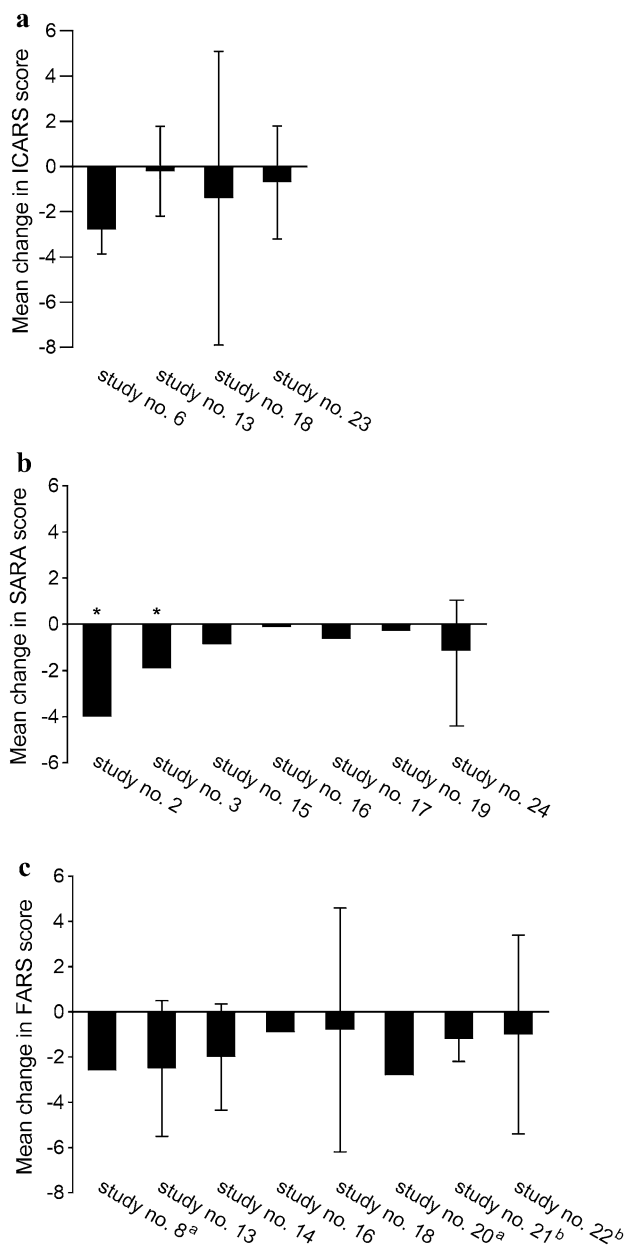 a
Mean change in ICARS score
6
4
2
0
-2
-4
-6
-8
study no. 6
study no. 13
study no. 18
study no. 23
b
Mean change in SARA score
6
4
2
0
-2
-4
-6
* *
study no. 2
study no. 3
study no. 15
study no. 16
study no. 17
study no. 19
study no. 24
c
Mean change in FARS score
6
4
2
0
-2
-4
-6
-8
study no. 8ᵃ
study no. 13
study no. 14
study no. 16
study no. 18
study no. 20ᵃ
study no. 21ᵇ
study no. 22ᵇ